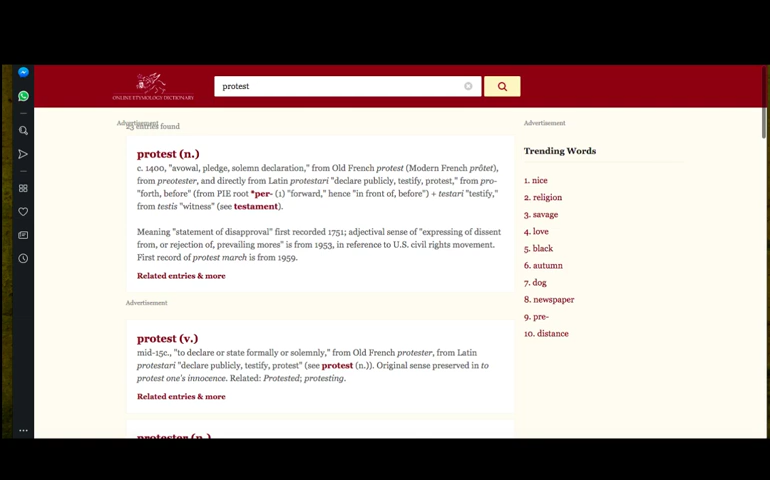 ONLINE ETYMOLOGY DICTIONARY
protest
Advertisement
23 entries found
protest (n.)
c. 1400, "avowal, pledge, solemn declaration," from Old French protest (Modern French prôtet),
from preotester, and directly from Latin protestari "declare publicly, testify, protest," from pro-
"forth, before" (from PIE root *per- (1) "forward," hence "in front of, before") + testari "testify,"
from testis "witness" (see testament).
Meaning "statement of disapproval" first recorded 1751; adjectival sense of "expressing of dissent
from, or rejection of, prevailing mores" is from 1953, in reference to U.S. civil rights movement.
First record of protest march is from 1959.
Related entries & more
Advertisement
protest (v.)
mid-15c., "to declare or state formally or solemnly," from Old French protester, from Latin
protestari "declare publicly, testify, protest" (see protest (n.)). Original sense preserved in to
protest one's innocence. Related: Protested; protesting.
Related entries & more
protester (n.)
Advertisement
Trending Words
1. nice
2. religion
3. savage
4. love
5. black
6. autumn
7. dog
8. newspaper
9. pre-
10. distance